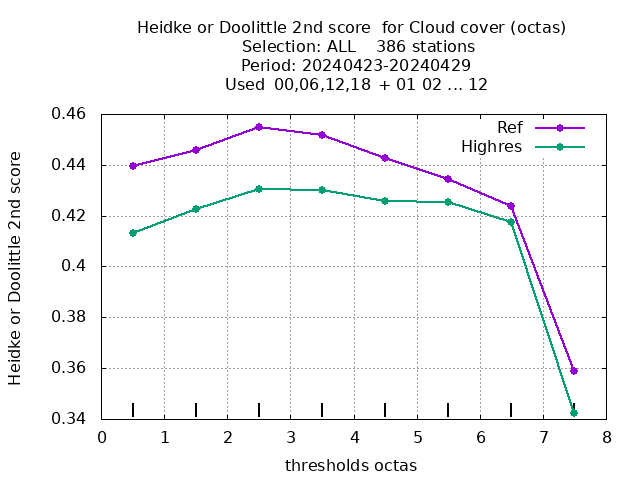 Heidke or Doolittle 2nd score  for Cloud cover (octas)
Selection: ALL    386 stations
Period: 20240423-20240429
Used  00,06,12,18 + 01 02 ... 12
Ref
Highres
0.46
0.44
0.42
0.4
0.38
0.36
0.34
Heidke or Doolittle 2nd score
0 1 2 3 4 5 6 7 8
thresholds octas